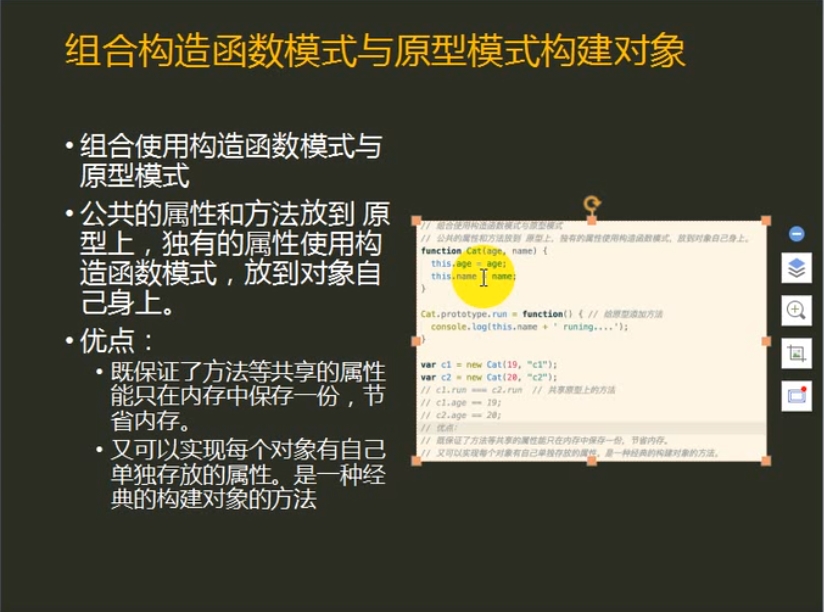 组合构造函数模式与原型模式构建对象
• 组合使用构造函数模式与
原型模式
• 公共的属性和方法放到 原
型上，独有的属性使用构
造函数模式，放到对象自
己身上。
• 优点：
• 既保证了方法等共享的属性
能只在内存中保存一份，节
省内存。
• 又可以实现每个对象有自己
单独存放的属性。是一种经
典的构建对象的方法
// 组合使用构造函数模式与原型模式
// 公共的属性和方法放到 原型上，独有的属性使用构造函数模式，放到对象自己身上。
function Cat(age, name) {
this.age = age;
this.name = name;
}
Cat.prototype.run = function() { // 给原型添加方法
console.log(this.name + ' runing....');
}
var c1 = new Cat(19, "c1");
var c2 = new Cat(20, "c2");
// c1.run === c2.run // 共享原型上的方法
// c1.age == 19;
// c2.age == 20;
// 优点：
// 既保证了方法等共享的属性能只在内存中保存一份，节省内存。
// 又可以实现每个对象有自己单独存放的属性。是一种经典的构建对象的方法。